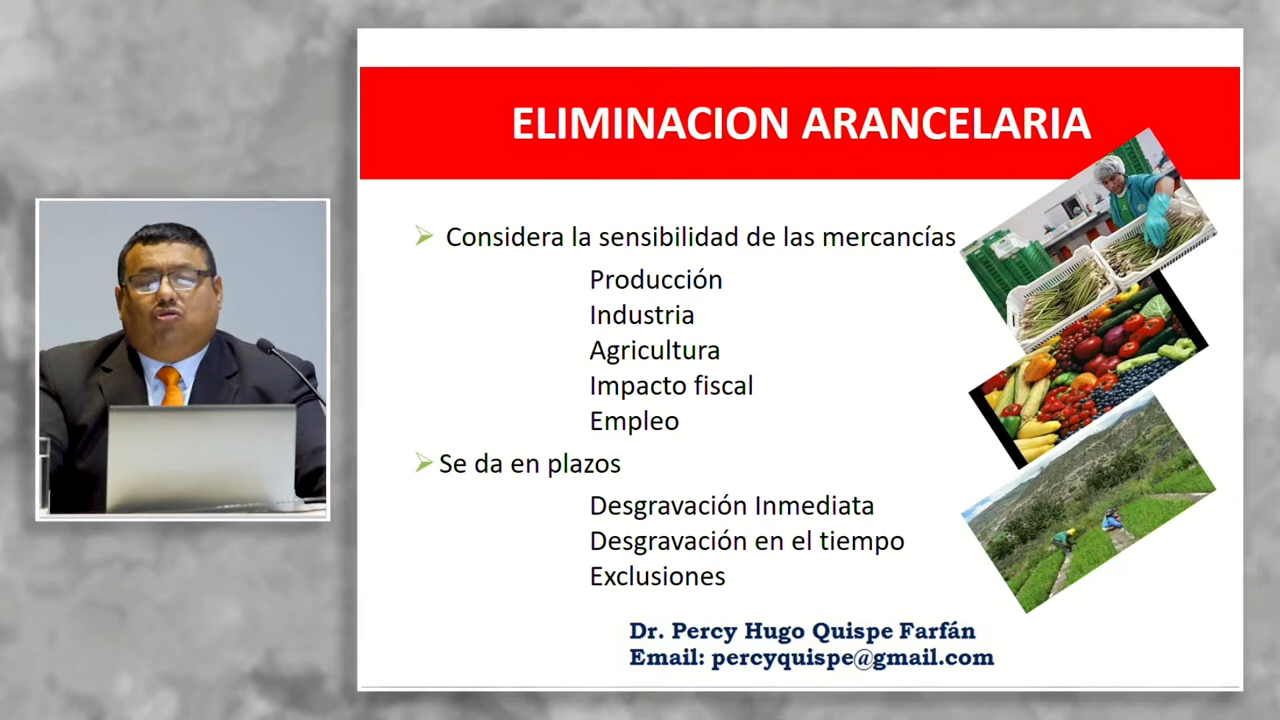 ELIMINACION ARANCELARIA
Considera la sensibilidad de las mercancías
Producción
Industria
Agricultura
Impacto fiscal
Empleo
Se da en plazos
Desgravación Inmediata
Desgravación en el tiempo
Exclusiones
Dr. Percy Hugo Quispe Farfán
Email: percyquispe@gmail.com